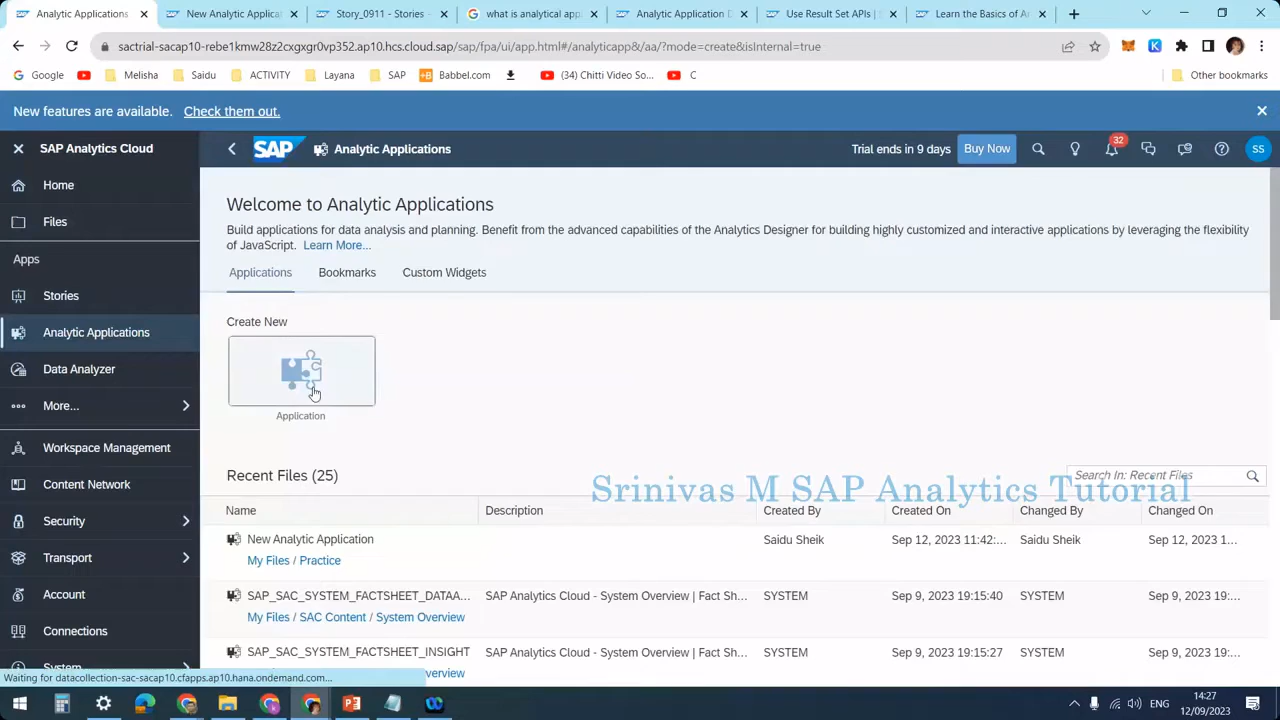 Analytic Applications
New Analytic Applica
Story_0911 - Stories -
what is analytical app
Analytic Application D
Use Result Set APIs |
Learn the Basics of Ar
sactrial-sacap10-rebe1kmw28z2cxgxgr0vp352.ap10.hcs.cloud.sap/sap/fpa/ui/app.html#/analyticapp&/aa/?mode=create&isInternal=true
Google
Melisha
Saidu
ACTIVITY
Layana
SAP
Babbel.com
(34) Chitti Video So...
C
Other bookmarks
New features are available. Check them out.
SAP Analytics Cloud
SAP Analytic Applications
Trial ends in 9 days
Buy Now
32
SS
Home
Files
Apps
Stories
Analytic Applications
Data Analyzer
More...
Workspace Management
Content Network
Security
Transport
Account
Connections
System
Welcome to Analytic Applications
Build applications for data analysis and planning. Benefit from the advanced capabilities of the Analytics Designer for building highly customized and interactive applications by leveraging the flexibility
of JavaScript. Learn More...
Applications Bookmarks Custom Widgets
Create New
Application
Recent Files (25)
Search In: Recent Files
Srinivas M SAP Analytics Tutorial
Name Description Created By Created On Changed By Changed On
New Analytic Application Saidu Sheik Sep 12, 2023 11:42:... Saidu Sheik Sep 12, 2023 1...
My Files / Practice
SAP_SAC_SYSTEM_FACTSHEET_DATAA... SAP Analytics Cloud - System Overview | Fact Sh... SYSTEM Sep 9, 2023 19:15:40 SYSTEM Sep 9, 2023 19:...
My Files / SAC Content / System Overview
SAP_SAC_SYSTEM_FACTSHEET_INSIGHT SAP Analytics Cloud - System Overview | Fact Sh... SYSTEM Sep 9, 2023 19:15:27 SYSTEM Sep 9, 2023 19:...
verview
Waiting for datacollection-sac-sacap10.cfapps.ap10.hana.ondemand.com...
ENG
14:27
12/09/2023